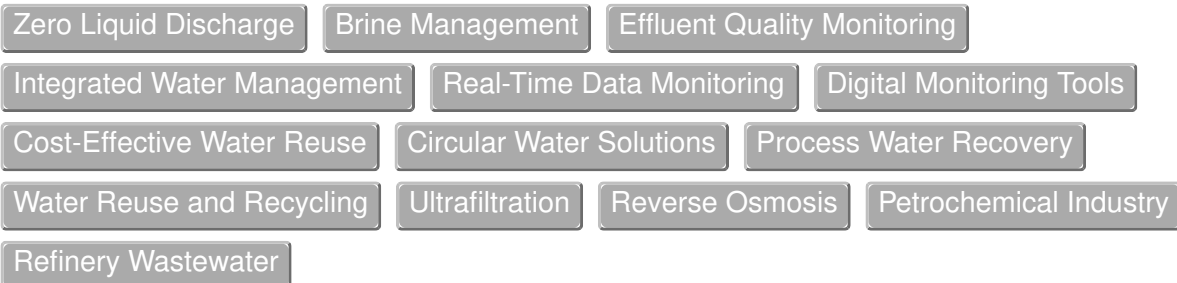 Zero Liquid Discharge Brine Management Effluent Quality Monitoring
Integrated Water Management Real-Time Data Monitoring Digital Monitoring Tools
Cost-Effective Water Reuse Circular Water Solutions Process Water Recovery
Water Reuse and Recycling Ultrafiltration Reverse Osmosis Petrochemical Industry
Refinery Wastewater